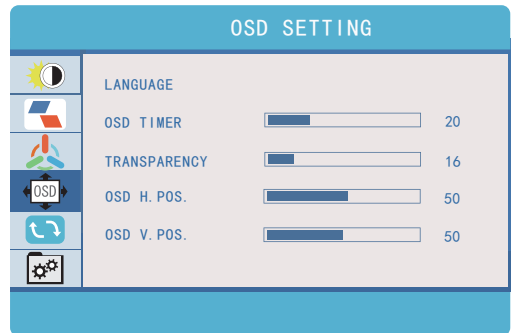 OSD SETTING
LANGUAGE
OSD TIMER 20
TRANSPARENCY 16
OSD
OSD H. POS. 50
OSD V. POS. 50